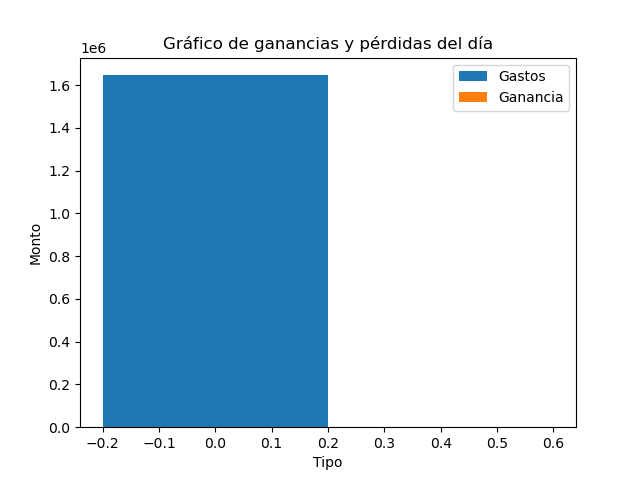 Gráfico de ganancias y pérdidas del día
1e6
Gastos
Ganancia
1.6
1.4
1.2
1.0
0.8
0.6
0.4
0.2
0.0
Monto
−0.2 −0.1 0.0 0.1 0.2 0.3 0.4 0.5 0.6
Tipo